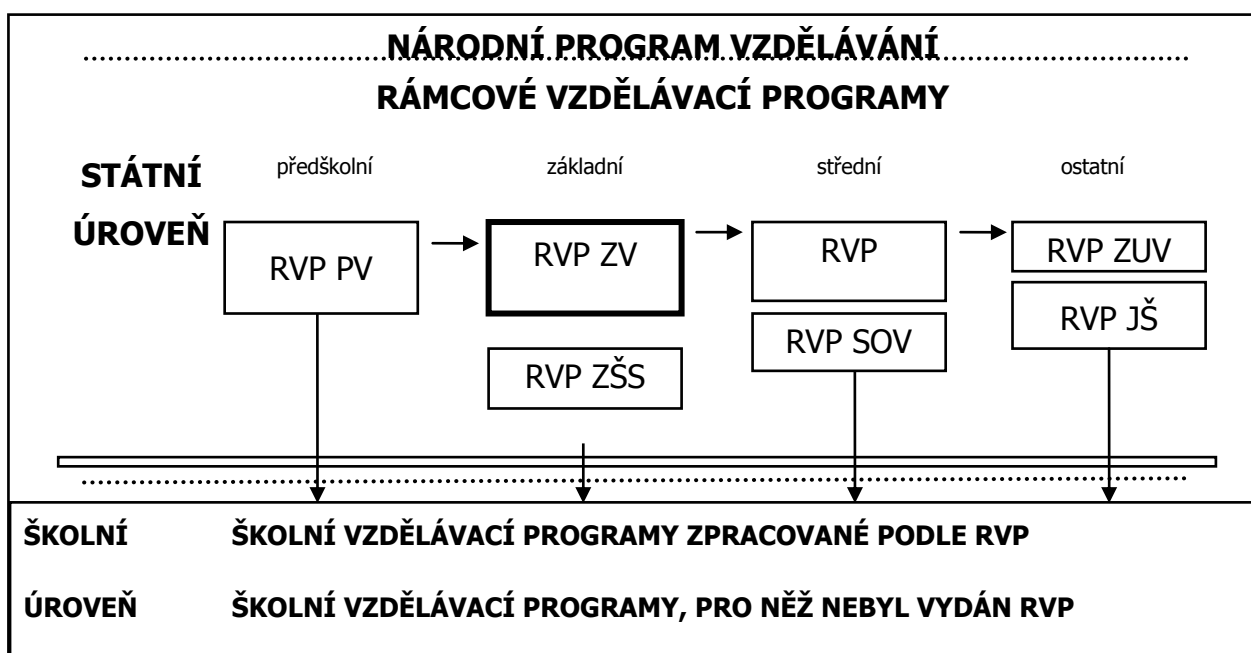 NÁRODNÍ PROGRAM VZDĚLÁVÁNÍ
RÁMCOVÉ VZDĚLÁVACÍ PROGRAMY
STÁTNÍ
ÚROVEŇ
předškolní
základní
střední
ostatní
RVP PV
RVP ZV
RVP
RVP ZUV
RVP ZŠS
RVP SOV
RVP JŠ
ŠKOLNÍ ŠKOLNÍ VZDĚLÁVACÍ PROGRAMY ZPRACOVANÉ PODLE RVP
ÚROVEŇ ŠKOLNÍ VZDĚLÁVACÍ PROGRAMY, PRO NĚŽ NEBYL VYDÁN RVP